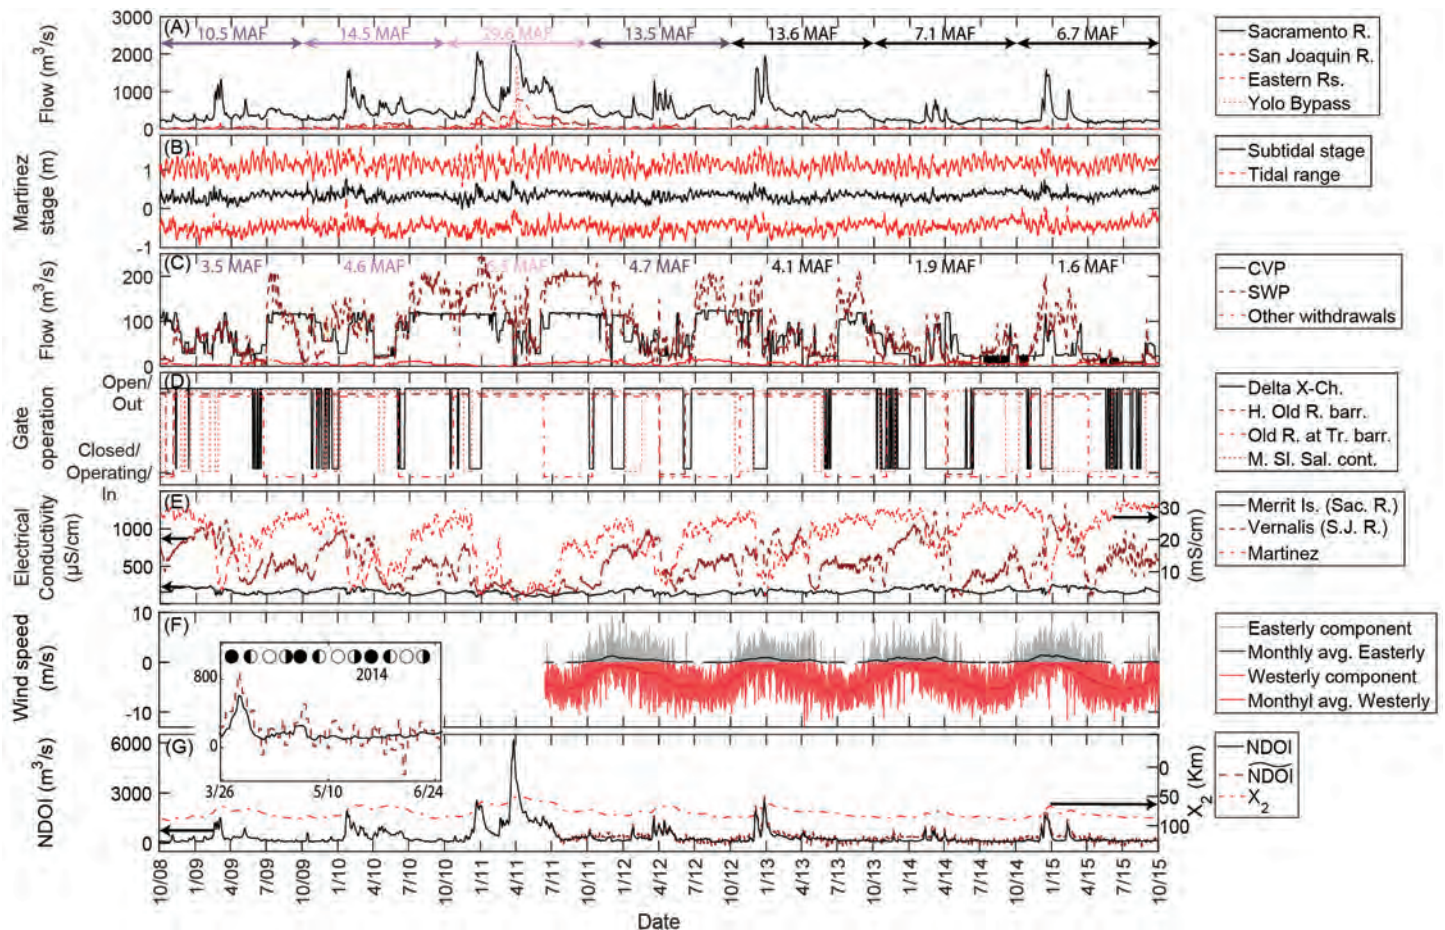 (A)
3000
2000
1000
0
Flow (m³/s)
10.5 MAF
14.5 MAF
29.6 MAF
13.5 MAF
13.6 MAF
7.1 MAF
6.7 MAF
Sacramento R.
San Joaquin R.
Eastern Rs.
Yolo Bypass
(B)
1
0
-1
Martinez
stage (m)
Subtidal stage
Tidal range
(C)
200
100
0
Flow (m³/s)
3.5 MAF
4.6 MAF
4.7 MAF
4.1 MAF
1.9 MAF
1.6 MAF
CVP
SWP
Other withdrawals
(D)
Gate
operation
Open/
Out
Closed/
Operating/
In
Delta X-Ch.
H. Old R. barr.
Old R. at Tr. barr.
M. Sl. Sal. cont.
(E)
1000
500
Electrical
Conductivity
(µS/cm)
30
20
10
(mS/cm)
Merrit Is. (Sac. R.)
Vernalis (S.J. R.)
Martinez
(F)
10
0
-10
Wind speed
(m/s)
Easterly component
Monthly avg. Easterly
Westerly component
Monthyl avg. Westerly
2014
800
0
3/26
5/10
6/24
(G)
6000
3000
0
NDOI (m³/s)
0
50
100
X₂ (Km)
NDOI
NDOI
X₂
10/08
1/09
4/09
7/09
10/09
1/10
4/10
7/10
10/10
1/11
4/11
7/11
10/11
1/12
4/12
7/12
10/12
1/13
4/13
7/13
10/13
1/14
4/14
7/14
10/14
1/15
4/15
7/15
10/15
Date